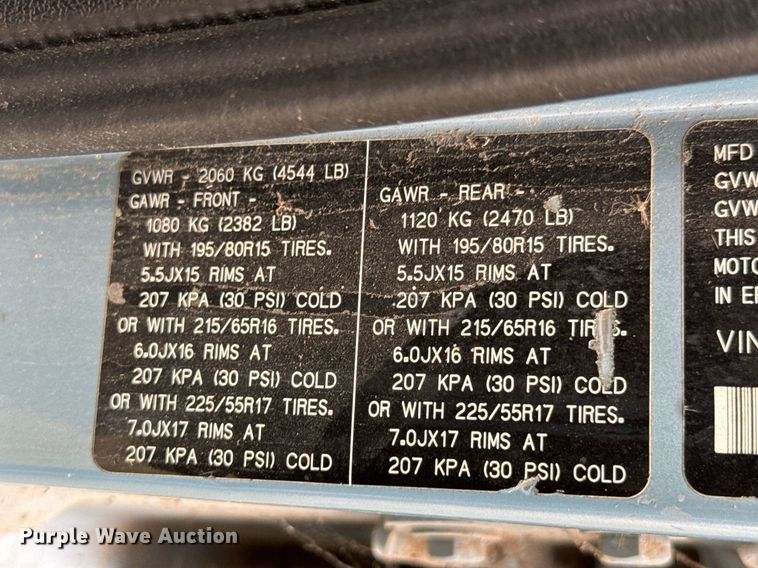 GVWR - 2060 KG (4544 LB)
GAWR - FRONT -
1080 KG (2382 LB)
WITH 195/80R15 TIRES.
5.5JX15 RIMS AT
207 KPA (30 PSI) COLD
OR WITH 215/65R16 TIRES.
6.0JX16 RIMS AT
207 KPA (30 PSI) COLD
OR WITH 225/55R17 TIRES.
7.0JX17 RIMS AT
207 KPA (30 PSI) COLD
GAWR - REAR -
1120 KG (2470 LB)
WITH 195/80R15 TIRES.
5.5JX15 RIMS AT
207 KPA (30 PSI) COLD
OR WITH 215/65R16 TIRES.
6.0JX16 RIMS AT
207 KPA (30 PSI) COLD
OR WITH 225/55R17 TIRES.
7.0JX17 RIMS AT
207 KPA (30 PSI) COLD
MFD
GVW
GVW
THIS
MOTO
IN EF
VIN
Purple Wave Auction